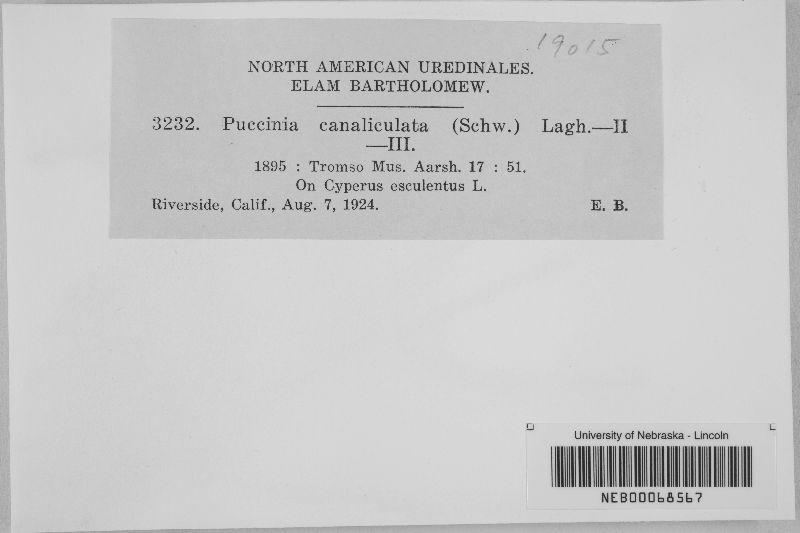 19015
NORTH AMERICAN UREDINALES.
ELAM BARTHOLOMEW.
3232. Puccinia canaliculata (Schw.) Lagh.—II
—III.
1895 : Tromso Mus. Aarsh. 17 : 51.
On Cyperus esculentus L.
Riverside, Calif., Aug. 7, 1924. E. B.
University of Nebraska - Lincoln
NEB00068567